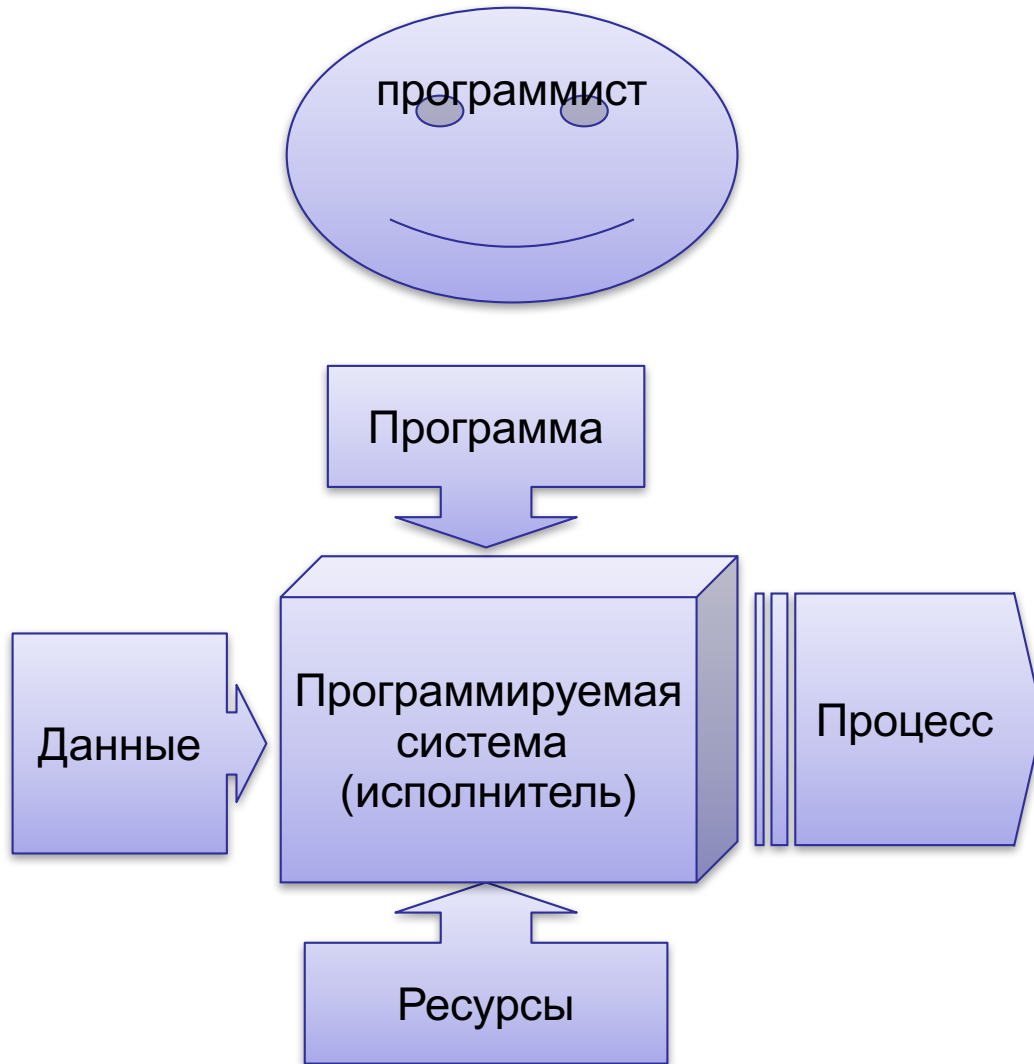 программист
Программа
Данные
Программируемая
система
(исполнитель)
Процесс
Ресурсы